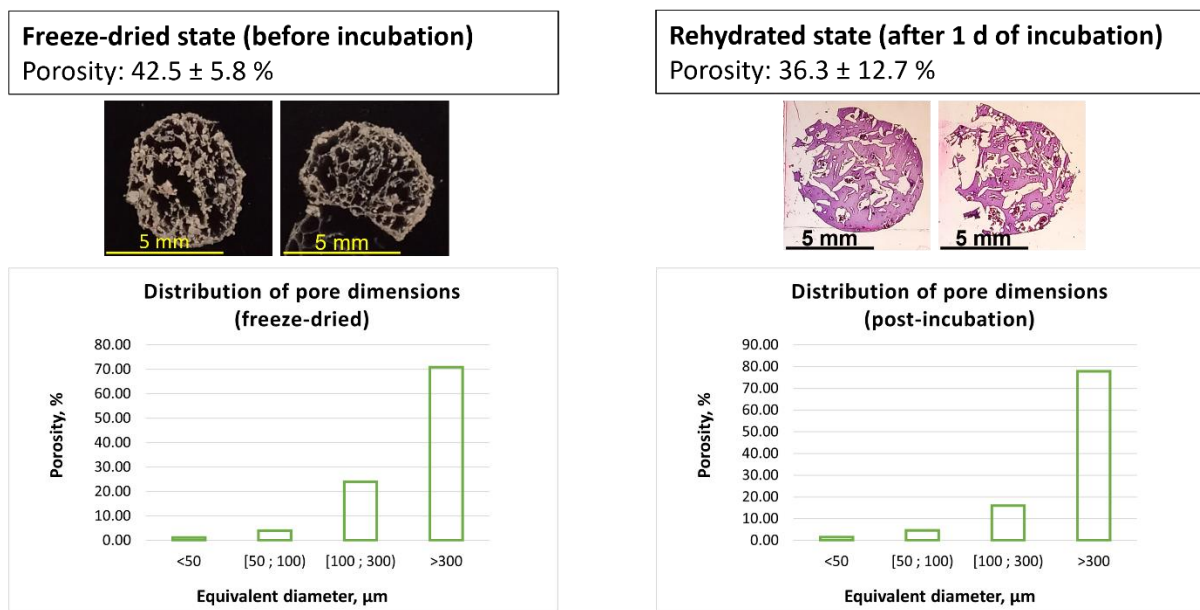 Freeze-dried state (before incubation)
Porosity: 42.5 ± 5.8 %
5 mm
5 mm
Distribution of pore dimensions
(freeze-dried)
80.00
70.00
60.00
50.00
40.00
30.00
20.00
10.00
0.00
Porosity, %
<50
[50 ; 100)
[100 ; 300)
>300
Equivalent diameter, µm
Rehydrated state (after 1 d of incubation)
Porosity: 36.3 ± 12.7 %
5 mm
5 mm
Distribution of pore dimensions
(post-incubation)
90.00
80.00
70.00
60.00
50.00
40.00
30.00
20.00
10.00
0.00
Porosity, %
<50
[50 ; 100)
[100 ; 300)
>300
Equivalent diameter, µm